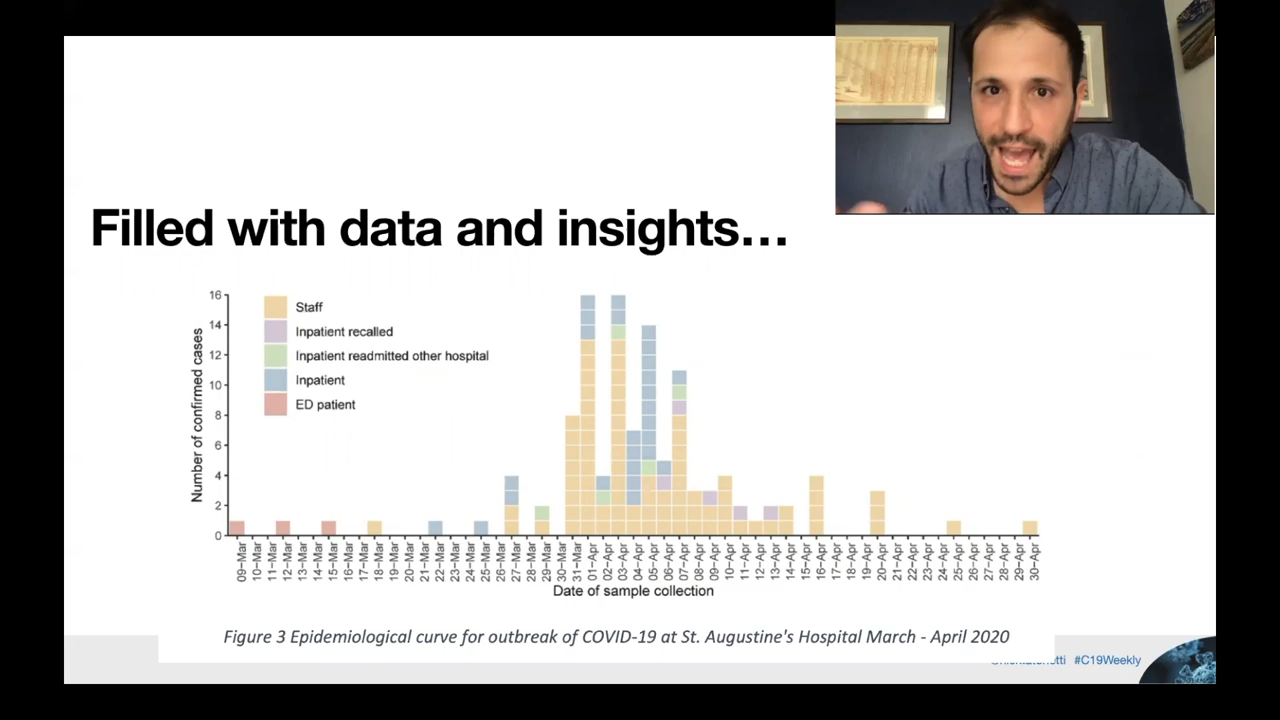 Filled with data and insights...
16
14
12
10
8
6
4
2
0
Number of confirmed cases
Staff
Inpatient recalled
Inpatient readmitted other hospital
Inpatient
ED patient
09-Mar
10-Mar
11-Mar
12-Mar
13-Mar
14-Mar
15-Mar
16-Mar
17-Mar
18-Mar
19-Mar
20-Mar
21-Mar
22-Mar
23-Mar
24-Mar
25-Mar
26-Mar
27-Mar
28-Mar
29-Mar
30-Mar
31-Mar
01-Apr
02-Apr
03-Apr
04-Apr
05-Apr
06-Apr
07-Apr
08-Apr
09-Apr
10-Apr
11-Apr
12-Apr
13-Apr
14-Apr
15-Apr
16-Apr
17-Apr
18-Apr
19-Apr
20-Apr
21-Apr
22-Apr
23-Apr
24-Apr
25-Apr
26-Apr
27-Apr
28-Apr
29-Apr
30-Apr
Date of sample collection
Figure 3 Epidemiological curve for outbreak of COVID-19 at St. Augustine's Hospital March - April 2020
#C19Weekly